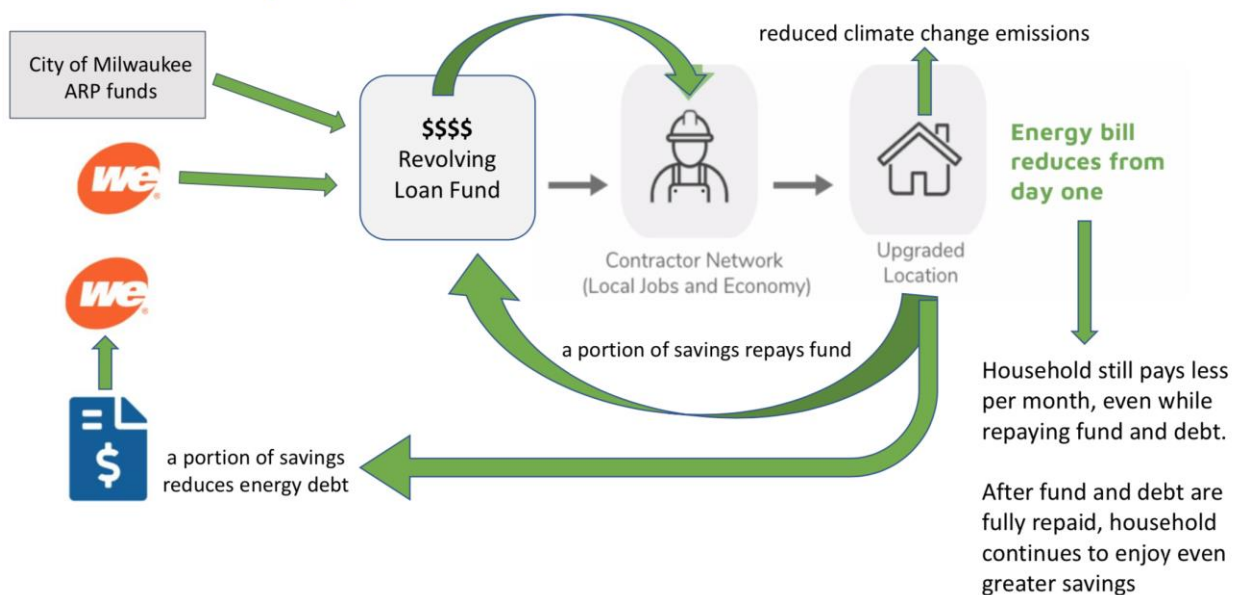 City of Milwaukee
ARP funds
$$$$
Revolving
Loan Fund
reduced climate change emissions
we
®
we
®
Energy bill
reduces from
day one
Contractor Network
(Local Jobs and Economy)
Upgraded
Location
a portion of savings repays fund
$
a portion of savings
reduces energy debt
Household still pays less
per month, even while
repaying fund and debt.
After fund and debt are
fully repaid, household
continues to enjoy even
greater savings